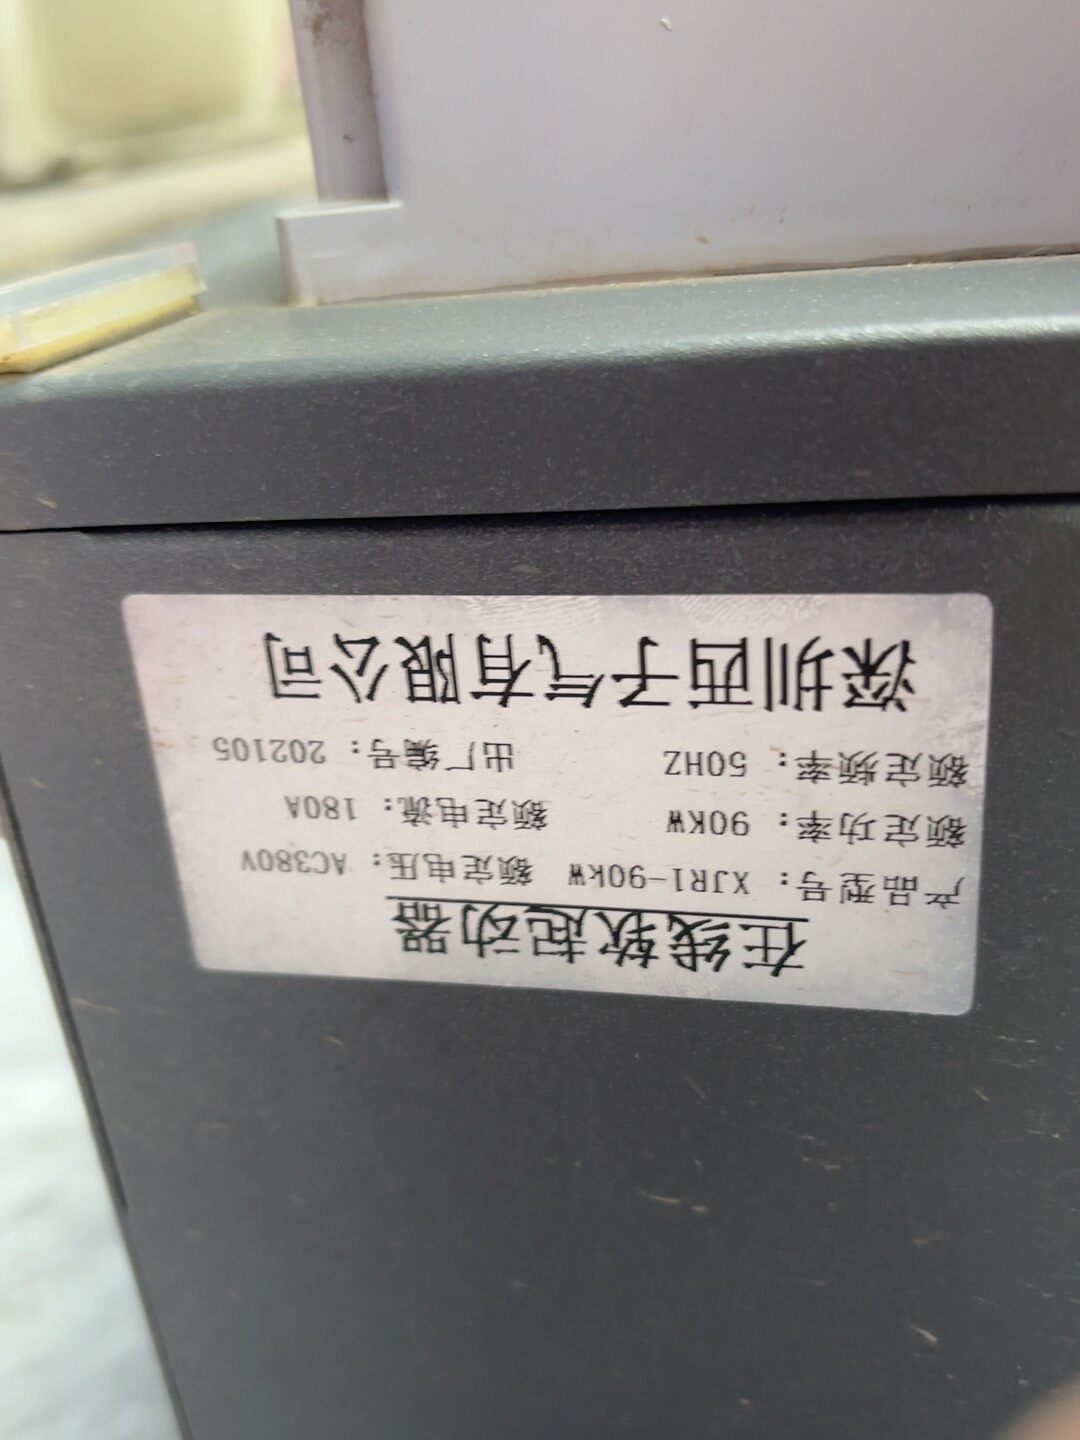 在线软起动器
产品型号: XJR1-90kW 额定电压: AC380V
额定功率: 90KW 额定电流: 180A
额定频率: 50HZ 出厂编号: 202105
深圳西子气有限公司